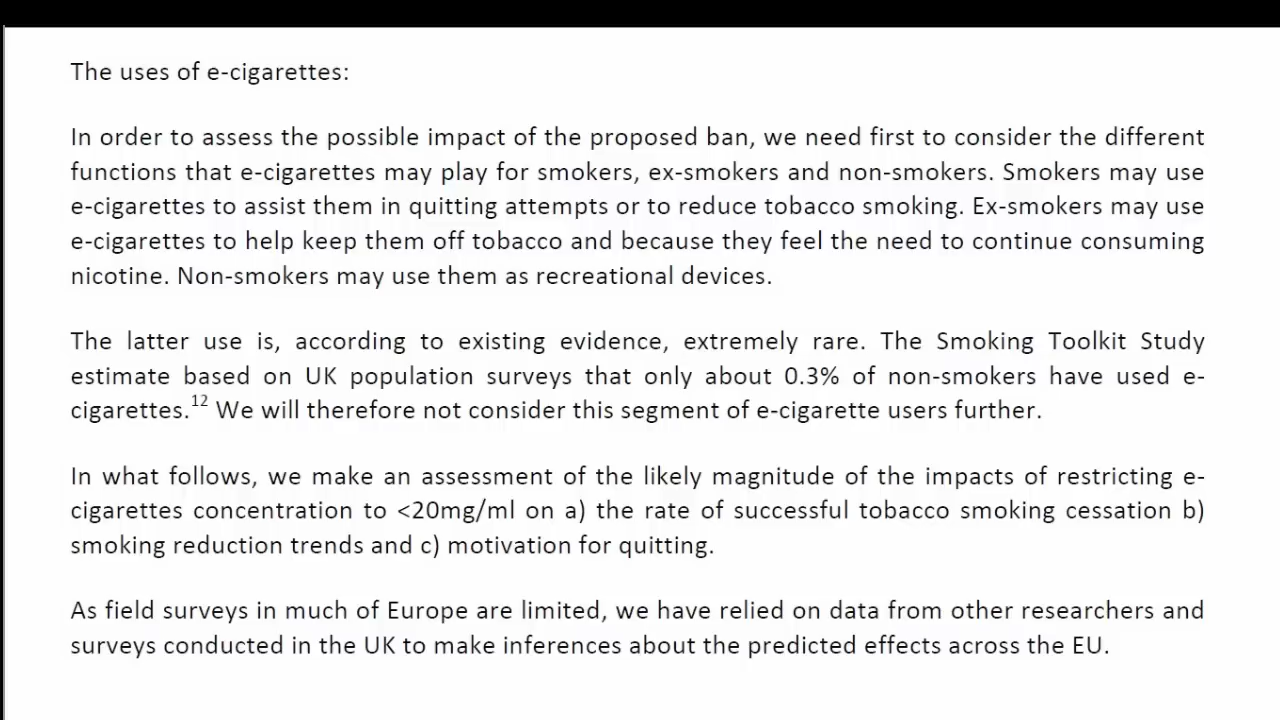 The uses of e-cigarettes:
In order to assess the possible impact of the proposed ban, we need first to consider the different
functions that e-cigarettes may play for smokers, ex-smokers and non-smokers. Smokers may use
e-cigarettes to assist them in quitting attempts or to reduce tobacco smoking. Ex-smokers may use
e-cigarettes to help keep them off tobacco and because they feel the need to continue consuming
nicotine. Non-smokers may use them as recreational devices.
The latter use is, according to existing evidence, extremely rare. The Smoking Toolkit Study
estimate based on UK population surveys that only about 0.3% of non-smokers have used e-
cigarettes.12 We will therefore not consider this segment of e-cigarette users further.
In what follows, we make an assessment of the likely magnitude of the impacts of restricting e-
cigarettes concentration to <20mg/ml on a) the rate of successful tobacco smoking cessation b)
smoking reduction trends and c) motivation for quitting.
As field surveys in much of Europe are limited, we have relied on data from other researchers and
surveys conducted in the UK to make inferences about the predicted effects across the EU.